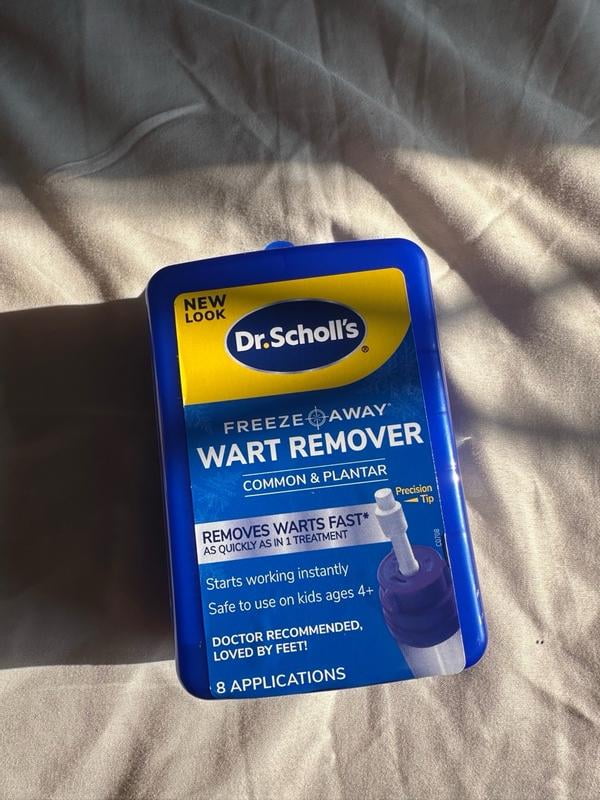 NEW
LOOK
Dr.Scholl's®
FREEZE AWAY®
WART REMOVER
COMMON & PLANTAR
Precision
Tip
REMOVES WARTS FAST*
AS QUICKLY AS IN 1 TREATMENT
Starts working instantly
Safe to use on kids ages 4+
DOCTOR RECOMMENDED,
LOVED BY FEET!
8 APPLICATIONS